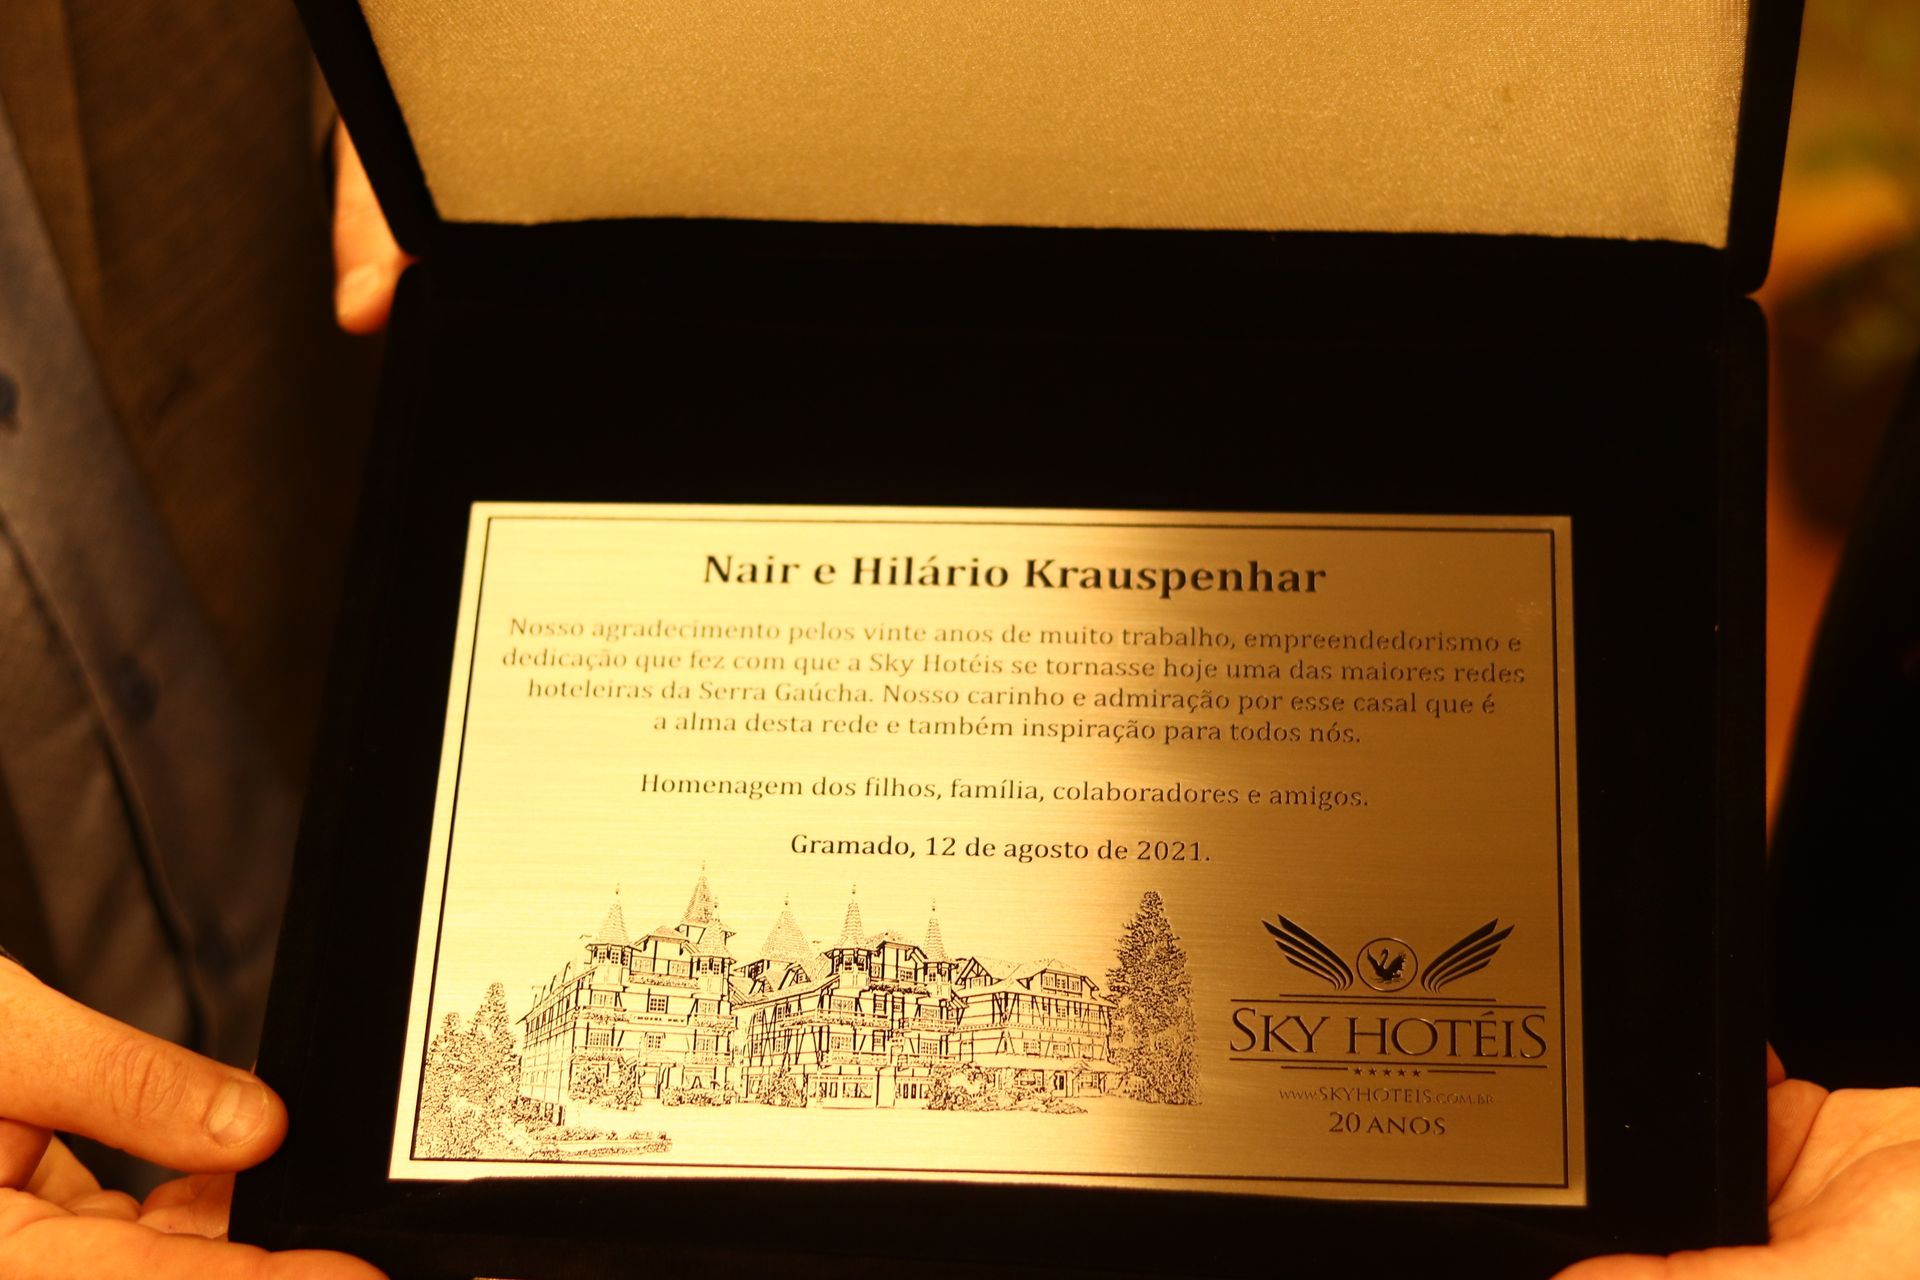 Nair e Hilário Krauspenhar
Nosso agradecimento pelos vinte anos de muito trabalho, empreendedorismo e
dedicação que fez com que a Sky Hotéis se tornasse hoje uma das maiores redes
hoteleiras da Serra Gaúcha. Nosso carinho e admiração por esse casal que é
a alma desta rede e também inspiração para todos nós.
Homenagem dos filhos, família, colaboradores e amigos.
Gramado, 12 de agosto de 2021.
SKY HOTÉIS
www.SKYHOTEIS.COM.BR
20 ANOS